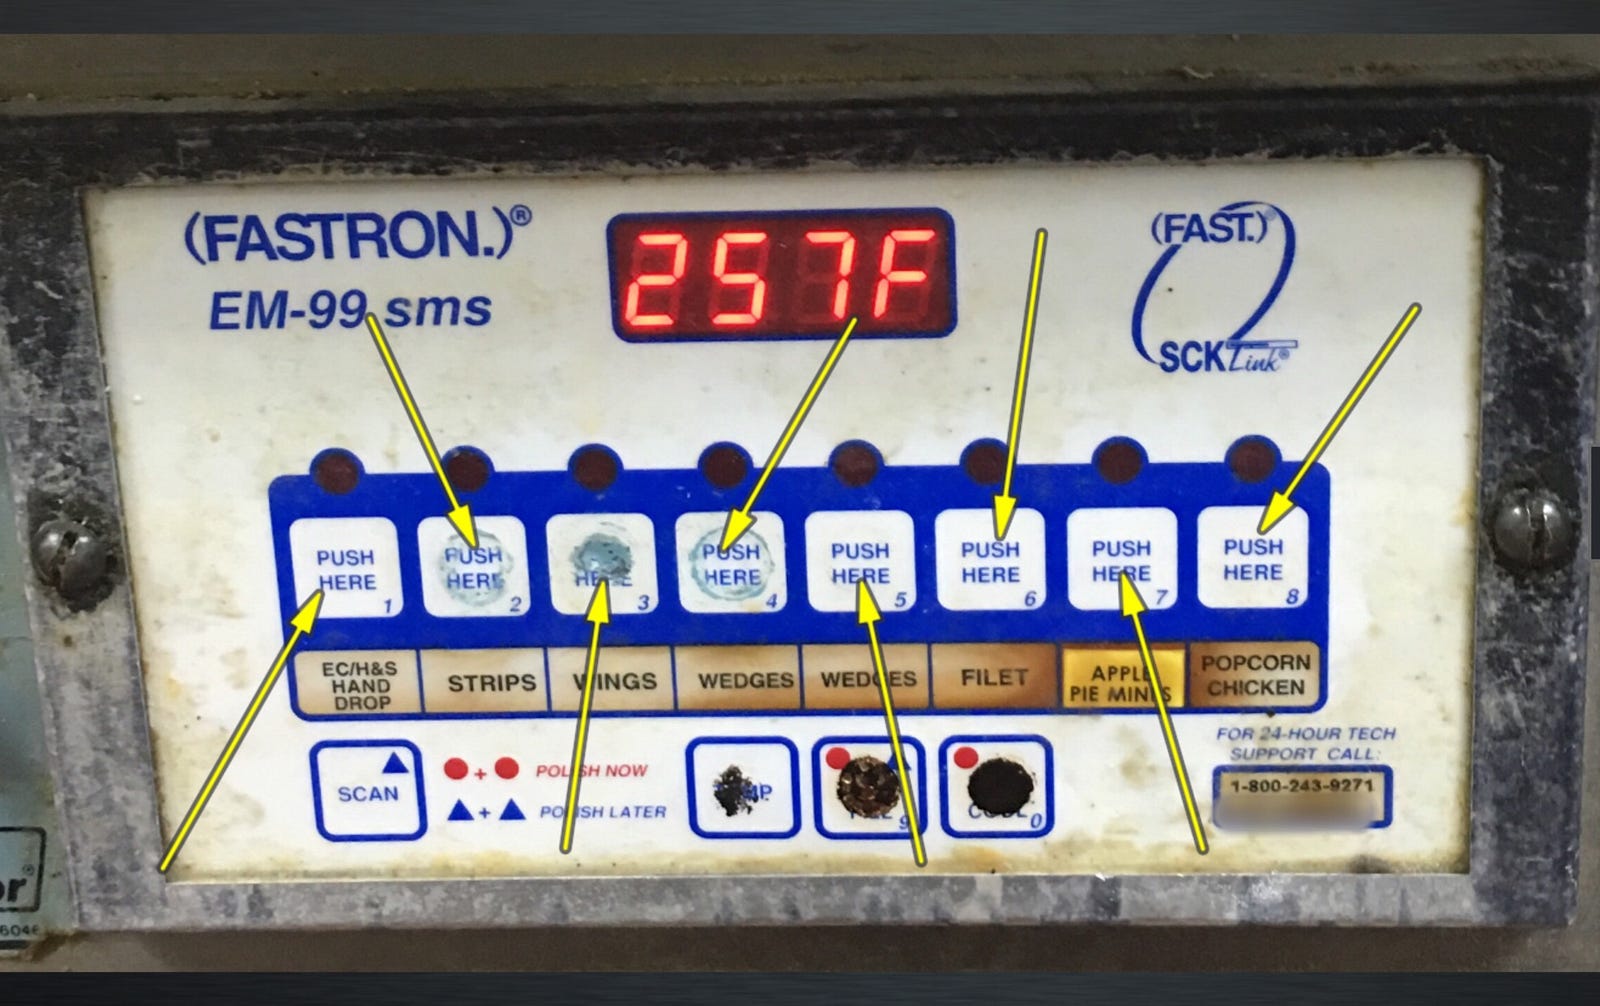 (FASTRON.)®
EM-99 sms
257F
(FAST.)®
SCK Link®
PUSH HERE 1
PUSH HERE 2
HERE 3
PUSH HERE 4
PUSH HERE 5
PUSH HERE 6
PUSH HERE 7
PUSH HERE 8
EC/H&S
HAND
DROP
STRIPS
WINGS
WEDGES
WEDGES
FILET
APPLE
PIE MINIS
POPCORN
CHICKEN
SCAN
+ POLISH NOW
+ POLISH LATER
9
0
FOR 24-HOUR TECH
SUPPORT CALL:
1-800-243-9271
or®
6046